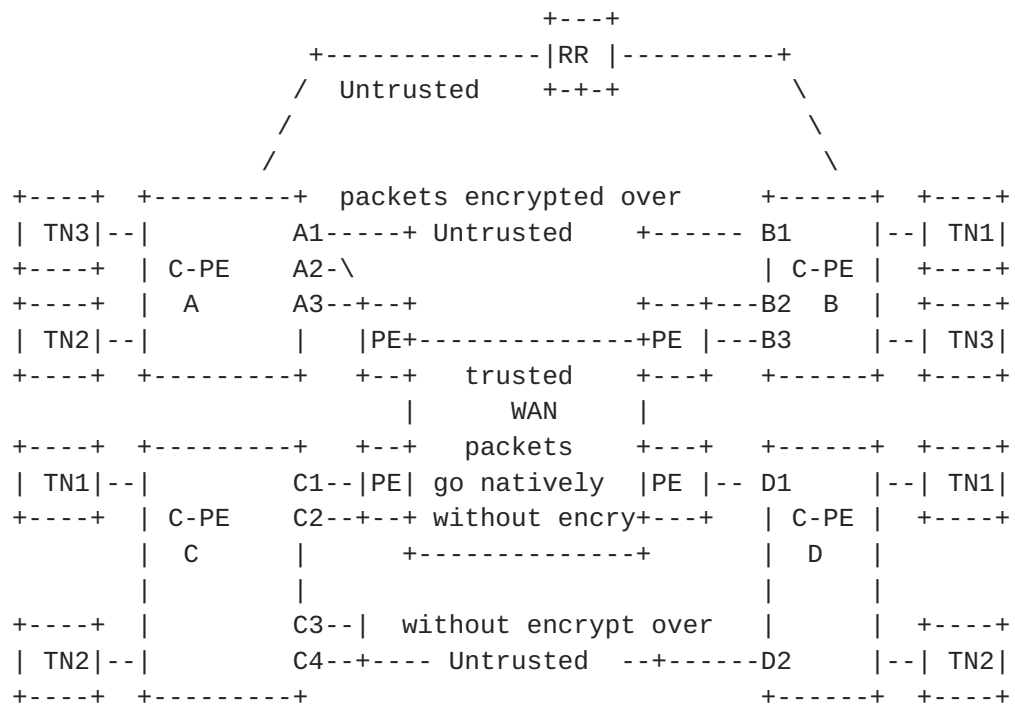 +---+
                    +--------------|RR |----------+
                   /  Untrusted    +-+-+           \
                  /                                 \
                 /                                   \
 +----+  +---------+  packets encrypted over     +------+  +----+
 | TN3|--|         A1-----+ Untrusted    +------ B1     |--| TN1|
 +----+  | C-PE    A2-\                          | C-PE |  +----+
 +----+  |  A      A3--+--+              +---+---B2  B  |  +----+
 | TN2|--|         |   |PE+--------------+PE |---B3     |--| TN3|
 +----+  +---------+   +--+   trusted    +---+   +------+  +----+
                          |      WAN     |
 +----+  +---------+   +--+   packets    +---+   +------+  +----+
 | TN1|--|         C1--|PE| go natively  |PE |-- D1     |--| TN1|
 +----+  | C-PE    C2--+--+ without encry+---+   | C-PE |  +----+
         |  C      |      +--------------+       |  D   |
         |         |                             |      |
 +----+  |         C3--|  without encrypt over   |      |  +----+
 | TN2|--|         C4--+---- Untrusted  --+------D2     |--| TN2|
 +----+  +---------+                             +------+  +----+